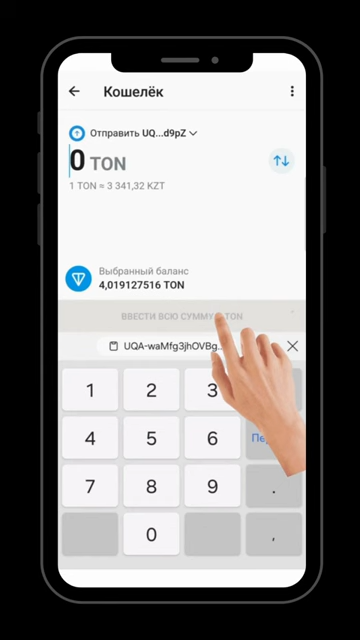 Кошелёк
Отправить UQ...d9pZ
0 TON
1 TON ≈ 3 341,32 KZT
Выбранный баланс
4,019127516 TON
ВВЕСТИ ВСЮ СУММУ TON
UQA-waMfg3jhOVBg...
1 2 3
4 5 6
7 8 9 .
0 ,